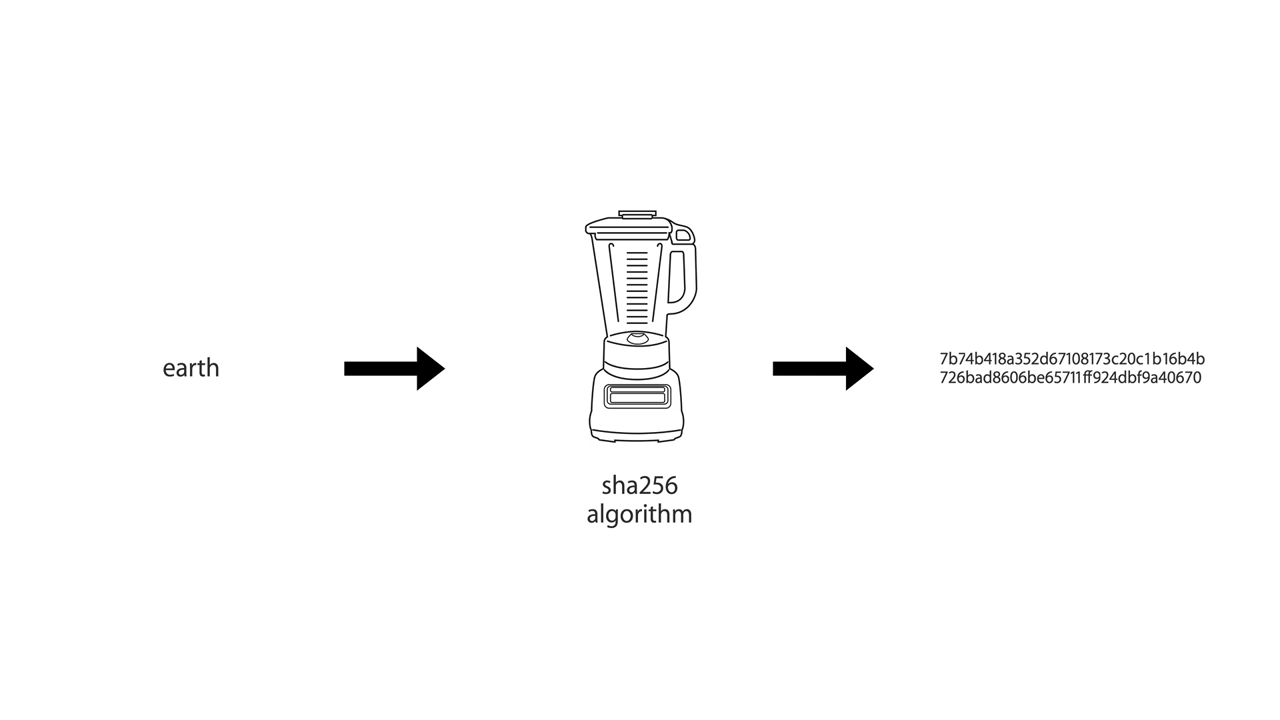 earth
sha256
algorithm
7b74b418a352d67108173c20c1b16b4b
726bad8606be65711ff924dbf9a40670